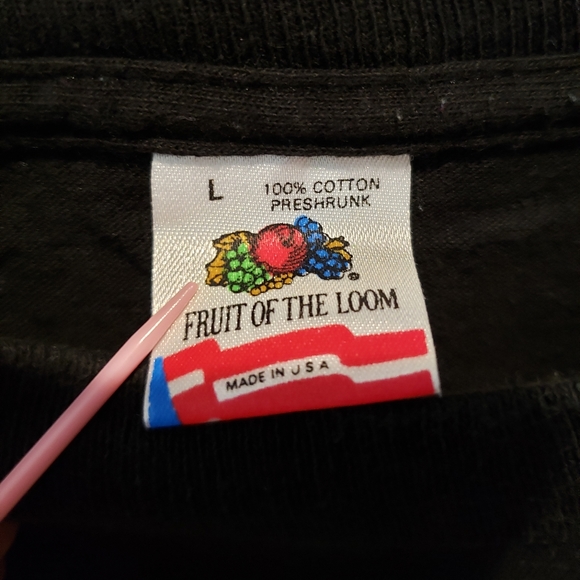 L
100% COTTON
PRESHRUNK
®
FRUIT OF THE LOOM
MADE IN U S A